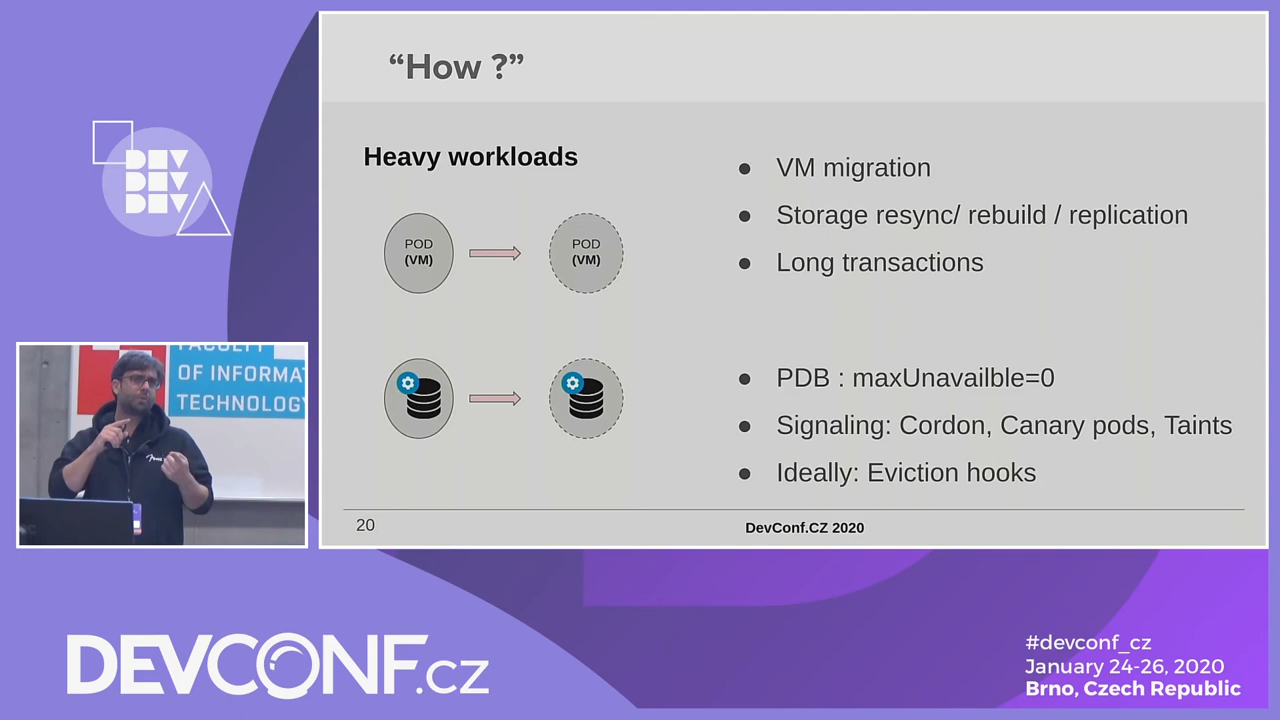 “How ?”
Heavy workloads
POD
(VM)
POD
(VM)
● VM migration
● Storage resync/ rebuild / replication
● Long transactions
● PDB : maxUnavailble=0
● Signaling: Cordon, Canary pods, Taints
● Ideally: Eviction hooks
20
DevConf.CZ 2020
DEV
DEV
DEV
FACULTY
OF INFORMAT
TECHNOLOGY
DEVCONF.cz
#devconf_cz
January 24-26, 2020
Brno, Czech Republic